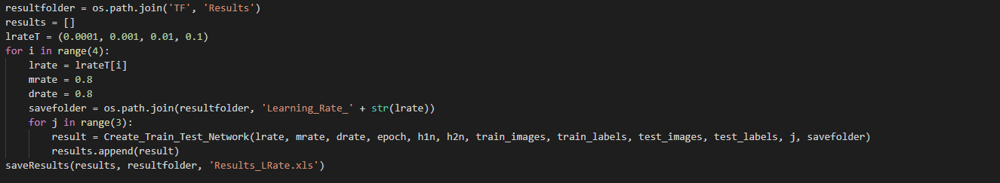 resultfolder = os.path.join('TF', 'Results')
results = []
lrateT = (0.0001, 0.001, 0.01, 0.1)
for i in range(4):
    lrate = lrateT[i]
    mrate = 0.8
    drate = 0.8
    savefolder = os.path.join(resultfolder, 'Learning_Rate_' + str(lrate))
    for j in range(3):
        result = Create_Train_Test_Network(lrate, mrate, drate, epoch, h1n, h2n, train_images, train_labels, test_images, test_labels, j, savefolder)
        results.append(result)
saveResults(results, resultfolder, 'Results_LRate.xls')